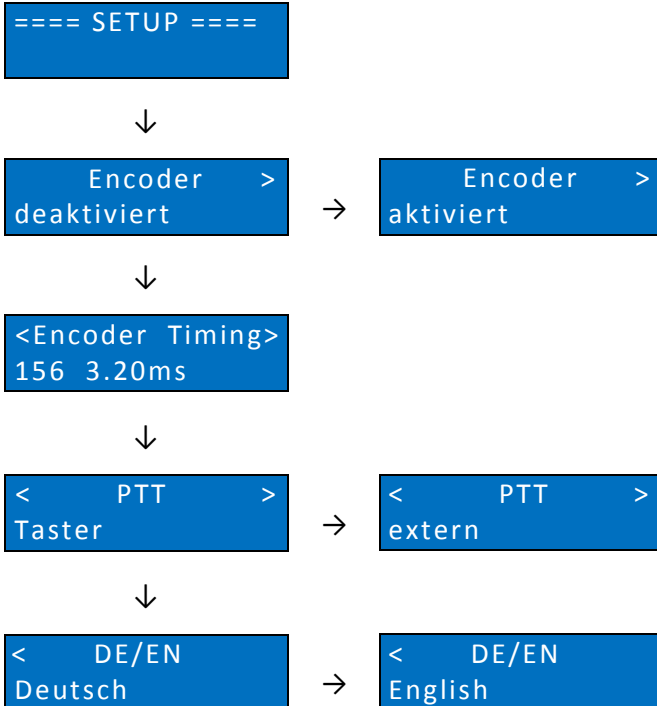 ==== SETUP ====
↓
Encoder >
deaktiviert
→
Encoder >
aktiviert
↓
<Encoder Timing>
156 3.20ms
↓
< PTT >
Taster
→
< PTT >
extern
↓
< DE/EN
Deutsch
→
< DE/EN
English